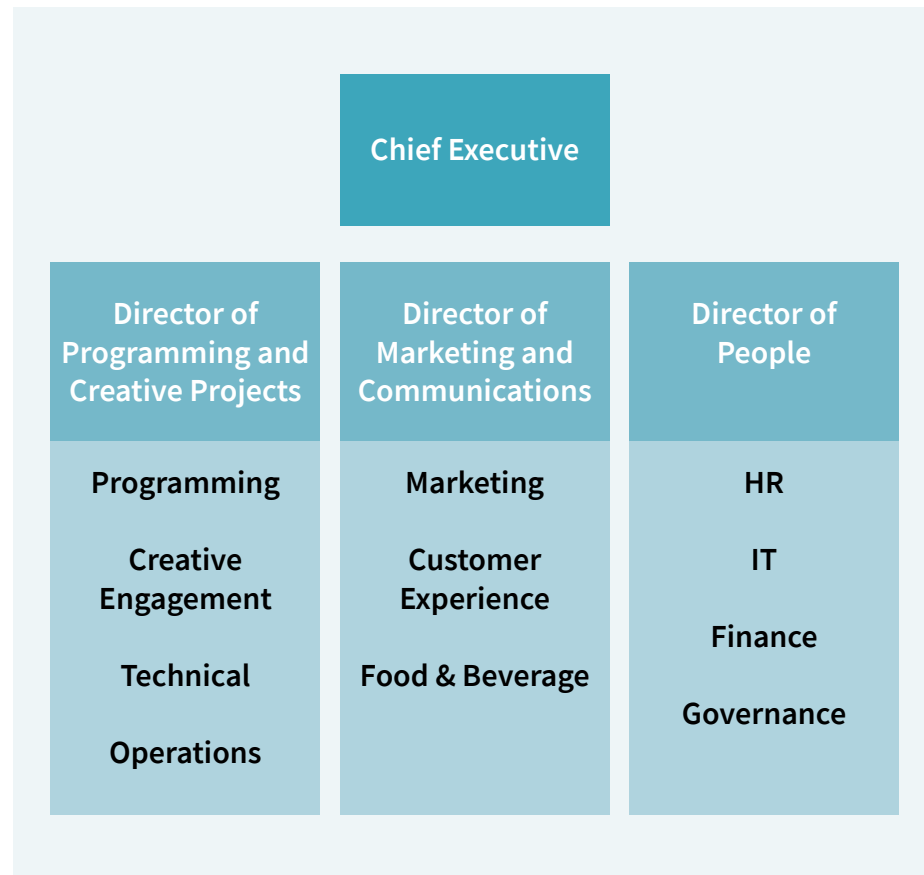 Chief Executive
Director of
Programming and
Creative Projects
Programming
Creative
Engagement
Technical
Operations
Director of
Marketing and
Communications
Marketing
Customer
Experience
Food & Beverage
Director of
People
HR
IT
Finance
Governance